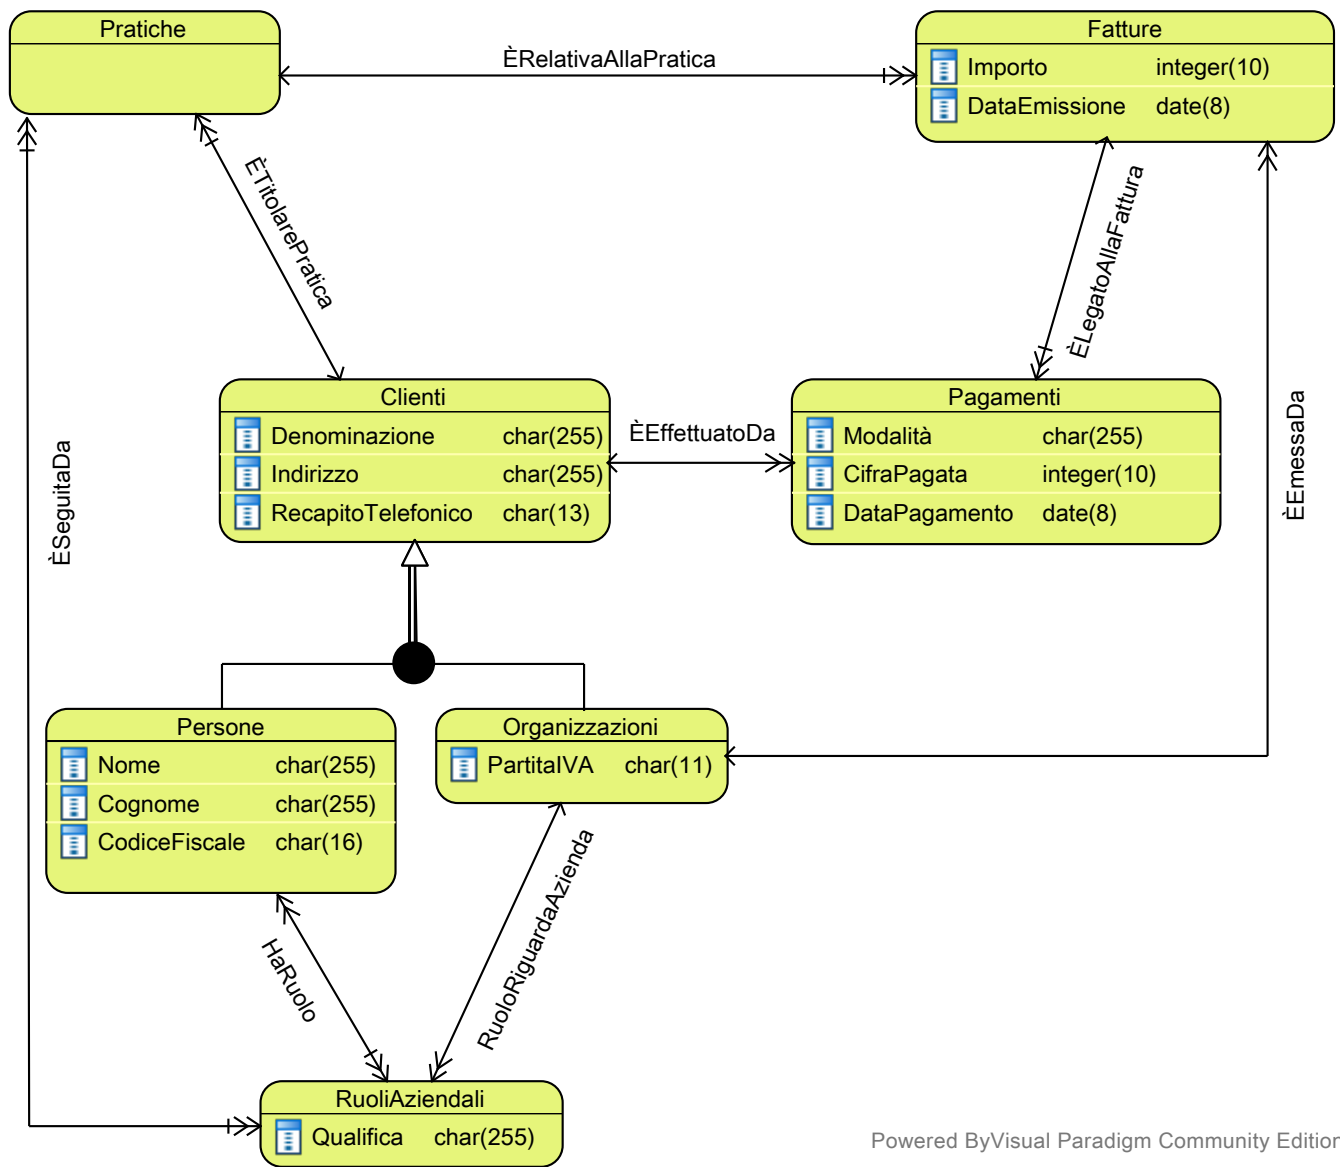 Pratiche
Fatture
Importo integer(10)
DataEmissione date(8)
ÈRelativaAllaPratica
ÈTitolarePratica
ÈLegatoAllaFattura
Clienti
Denominazione char(255)
Indirizzo char(255)
RecapitoTelefonico char(13)
ÈEffettuatoDa
Pagamenti
Modalità char(255)
CifraPagata integer(10)
DataPagamento date(8)
ÈSeguitaDa
ÈEmessaDa
Persone
Nome char(255)
Cognome char(255)
CodiceFiscale char(16)
Organizzazioni
PartitaIVA char(11)
HaRuolo
RuoloRiguardaAzienda
RuoliAziendali
Qualifica char(255)
Powered ByVisual Paradigm Community Edition